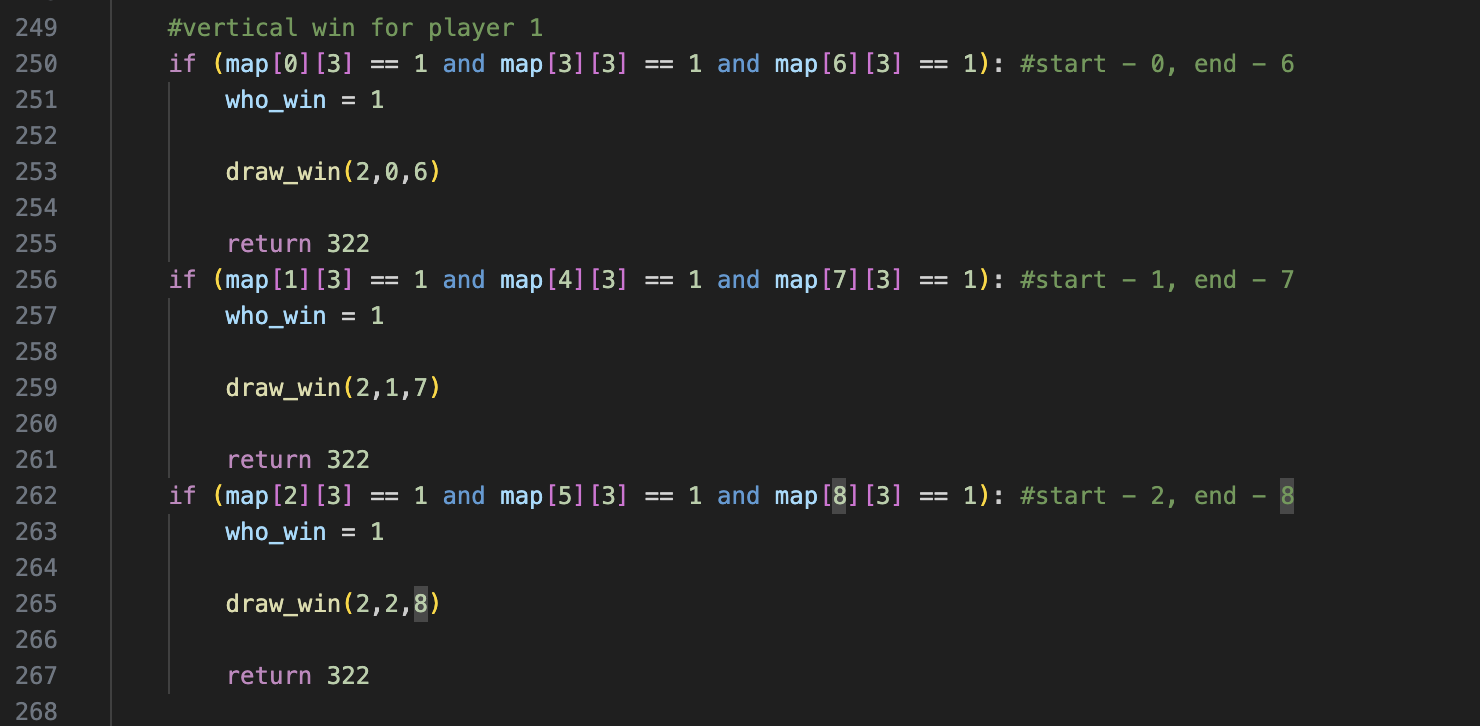 249 #vertical win for player 1
250 if (map[0][3] == 1 and map[3][3] == 1 and map[6][3] == 1): #start - 0, end - 6
251 who_win = 1
252
253 draw_win(2,0,6)
254
255 return 322
256 if (map[1][3] == 1 and map[4][3] == 1 and map[7][3] == 1): #start - 1, end - 7
257 who_win = 1
258
259 draw_win(2,1,7)
260
261 return 322
262 if (map[2][3] == 1 and map[5][3] == 1 and map[8][3] == 1): #start - 2, end - 8
263 who_win = 1
264
265 draw_win(2,2,8)
266
267 return 322
268